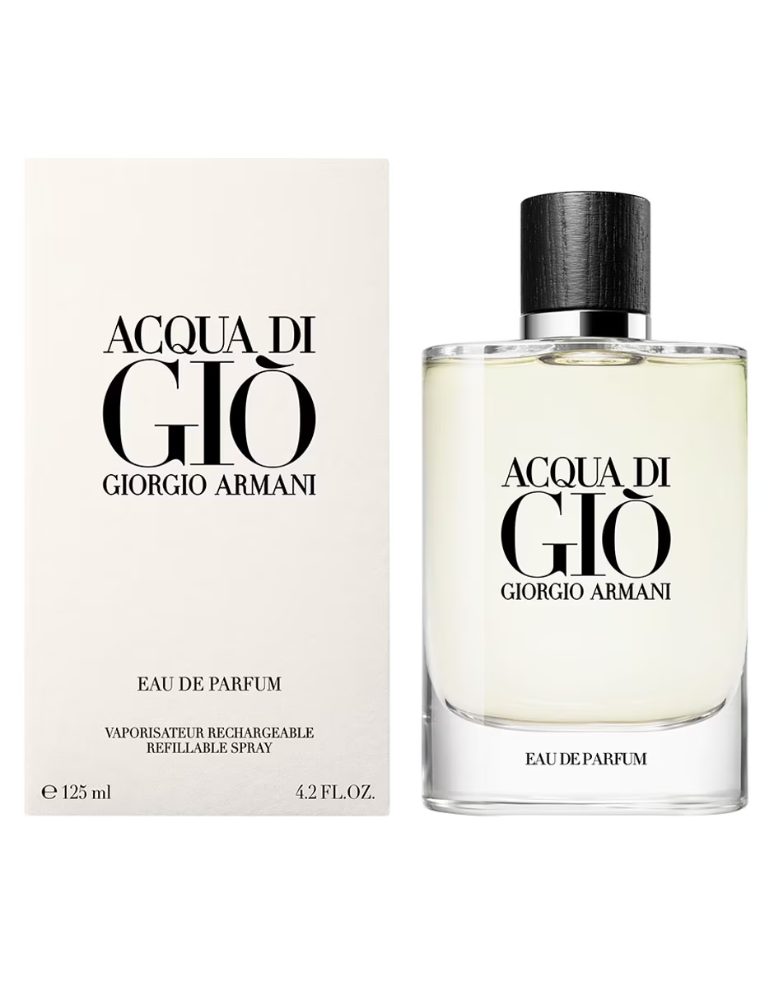 ACQUA DI
GIÒ
GIORGIO ARMANI
EAU DE PARFUM
VAPORISATEUR RECHARGEABLE
REFILLABLE SPRAY
℮ 125 ml 4.2 FL.OZ.
ACQUA DI
GIÒ
GIORGIO ARMANI
EAU DE PARFUM